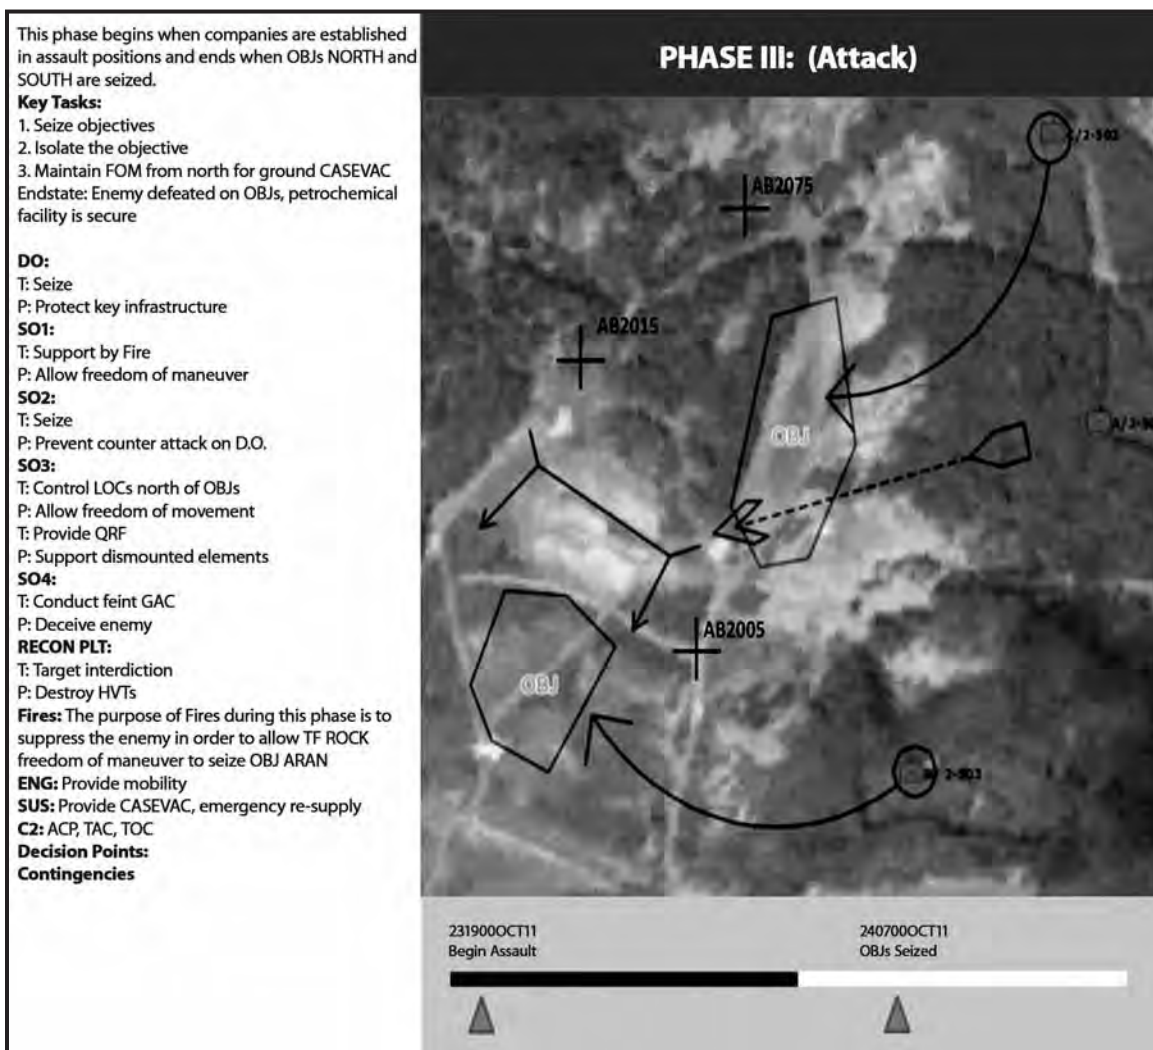 This phase begins when companies are established
in assault positions and ends when OBJs NORTH and
SOUTH are seized.
Key Tasks:
1. Seize objectives
2. Isolate the objective
3. Maintain FOM from north for ground CASEVAC
Endstate: Enemy defeated on OBJs, petrochemical
facility is secure
DO:
T: Seize
P: Protect key infrastructure
SO1:
T: Support by Fire
P: Allow freedom of maneuver
SO2:
T: Seize
P: Prevent counter attack on D.O.
SO3:
T: Control LOCs north of OBJs
P: Allow freedom of movement
T: Provide QRF
P: Support dismounted elements
SO4:
T: Conduct feint GAC
P: Deceive enemy
RECON PLT:
T: Target interdiction
P: Destroy HVTs
Fires: The purpose of Fires during this phase is to
suppress the enemy in order to allow TF ROCK
freedom of maneuver to seize OBJ ARAN
ENG: Provide mobility
SUS: Provide CASEVAC, emergency re-supply
C2: ACP, TAC, TOC
Decision Points:
Contingencies
PHASE III: (Attack)
AB2075
AB2015
OBJ
AB2005
OBJ
231900OCT11
Begin Assault
240700OCT11
OBJs Seized